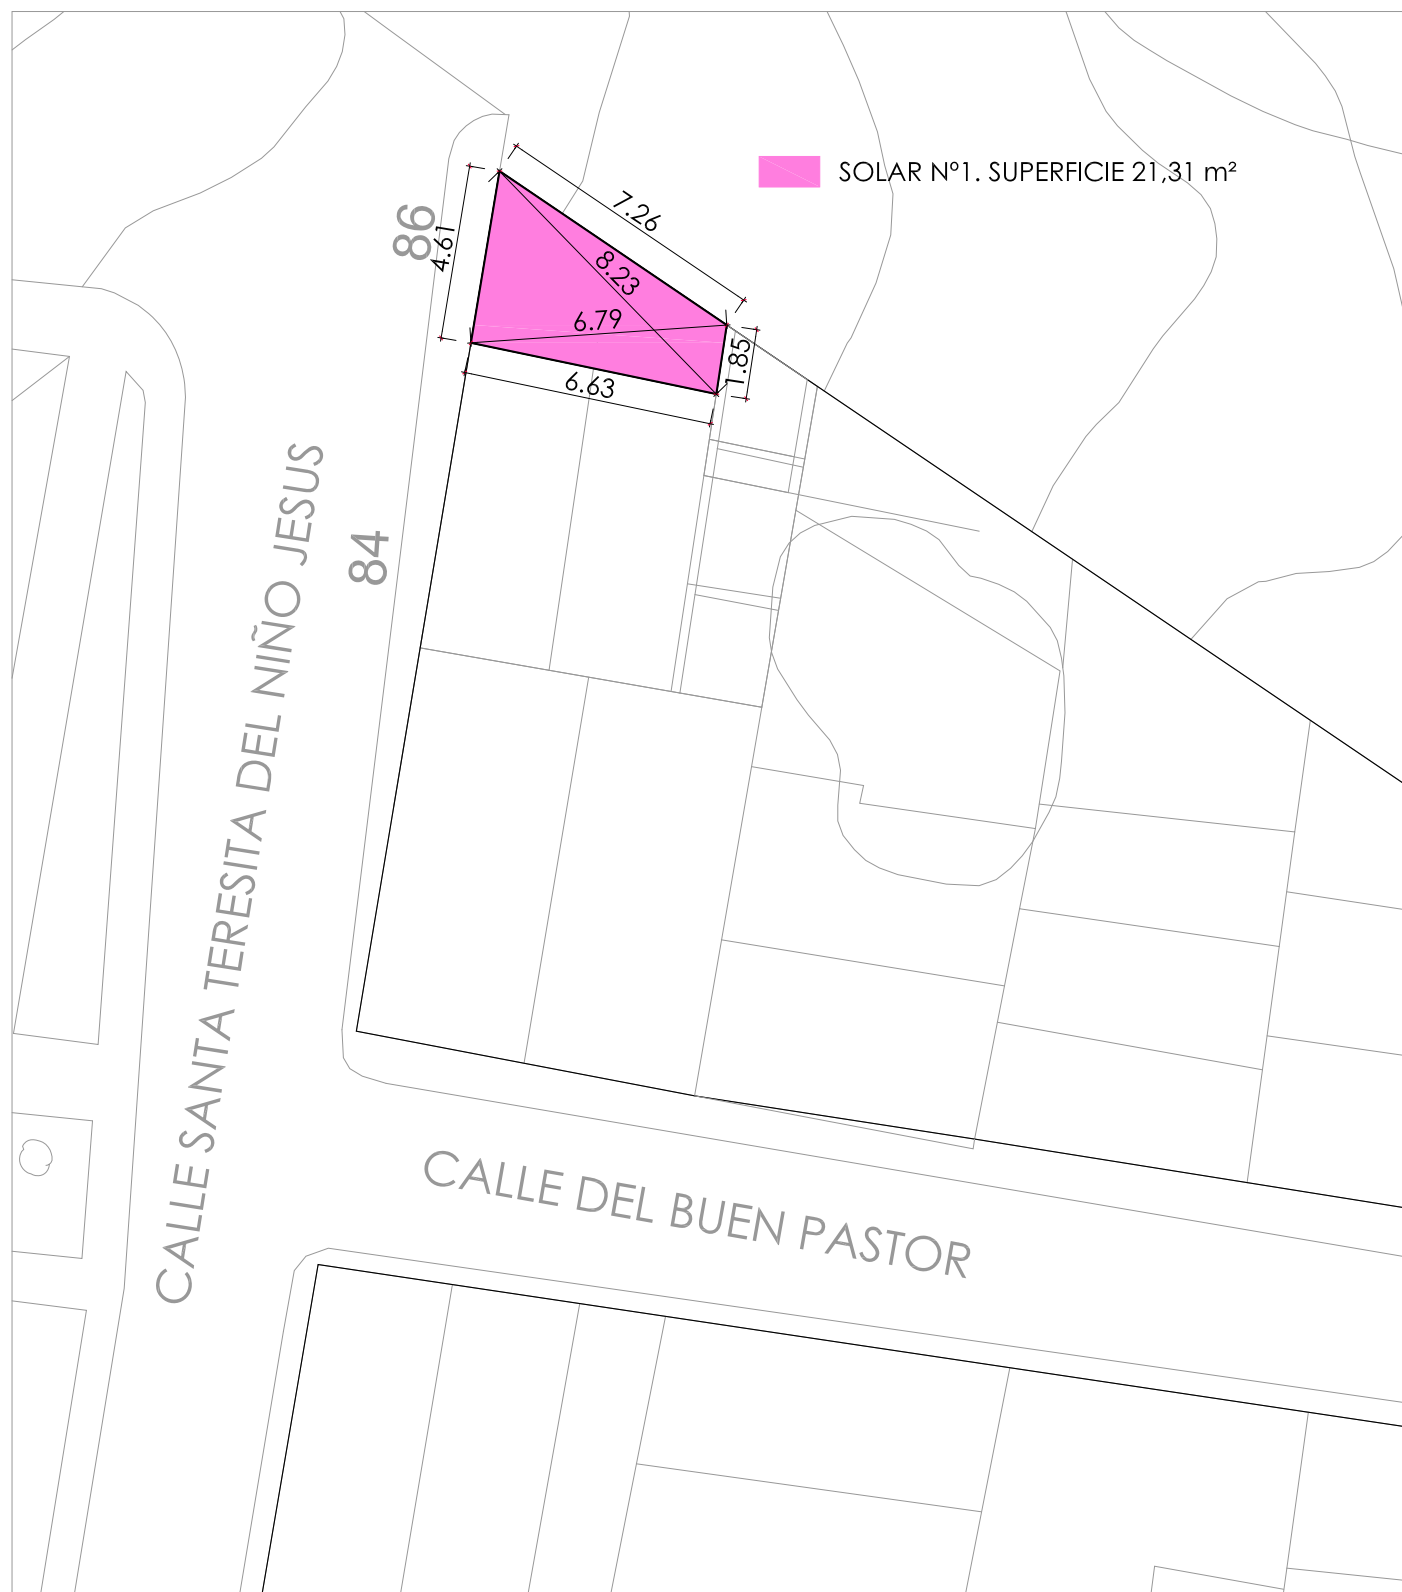 SOLAR Nº1. SUPERFICIE 21,31 m²
86
4.61
7.26
8.23
6.79
1.85
6.63
84
CALLE SANTA TERESITA DEL NIÑO JESUS
CALLE DEL BUEN PASTOR